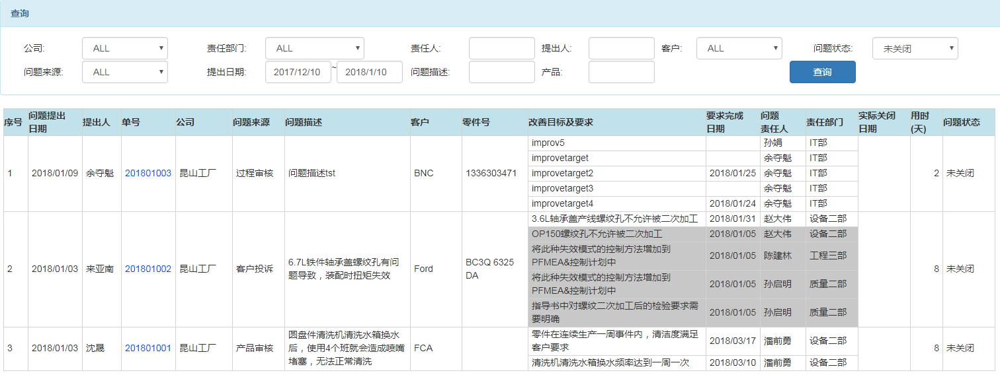 查询
公司: ALL 责任部门: ALL 责任人: 提出人: 客户: ALL 问题状态: 未关闭
问题来源: ALL 提出日期: 2017/12/10 ~ 2018/1/10 问题描述: 产品: 查询
序号 问题提出日期 提出人 单号 公司 问题来源 问题描述 客户 零件号 改善目标及要求 要求完成日期 问题责任人 责任部门 实际关闭日期 用时(天) 问题状态
1 2018/01/09 余夺魁 201801003 昆山工厂 过程审核 问题描述tst BNC 1336303471 2 未关闭
improv5 孙娟 IT部
improvetarget 余夺魁 IT部
improvetarget2 2018/01/25 余夺魁 IT部
improvetarget3 余夺魁 IT部
improvetarget4 2018/01/24 余夺魁 IT部
2 2018/01/03 来亚南 201801002 昆山工厂 客户投诉 6.7L铁件轴承盖螺纹孔有问题导致，装配时扭矩失效 Ford BC3Q 6325 DA 8 未关闭
3.6L轴承盖产线螺纹孔不允许被二次加工 2018/01/31 赵大伟 设备二部
OP150螺纹孔不允许被二次加工 2018/01/05 赵大伟 设备二部
将此种失效模式的控制方法增加到PFMEA&控制计划中 2018/01/05 陈建林 工程三部
将此种失效模式的控制方法增加到PFMEA&控制计划中 2018/01/05 孙启明 质量二部
指导书中对螺纹二次加工后的检验要求需要明确 2018/01/05 孙启明 质量二部
3 2018/01/03 沈晟 201801001 昆山工厂 产品审核 圆盘件清洗机清洗水箱换水后，使用4个班就会造成喷嘴堵塞，无法正常清洗 FCA 8 未关闭
零件在连续生产一周事件内，清洁度满足客户要求 2018/03/17 潘前勇 设备二部
清洗机清洗水箱换水频率达到一周一次 2018/03/10 潘前勇 设备二部